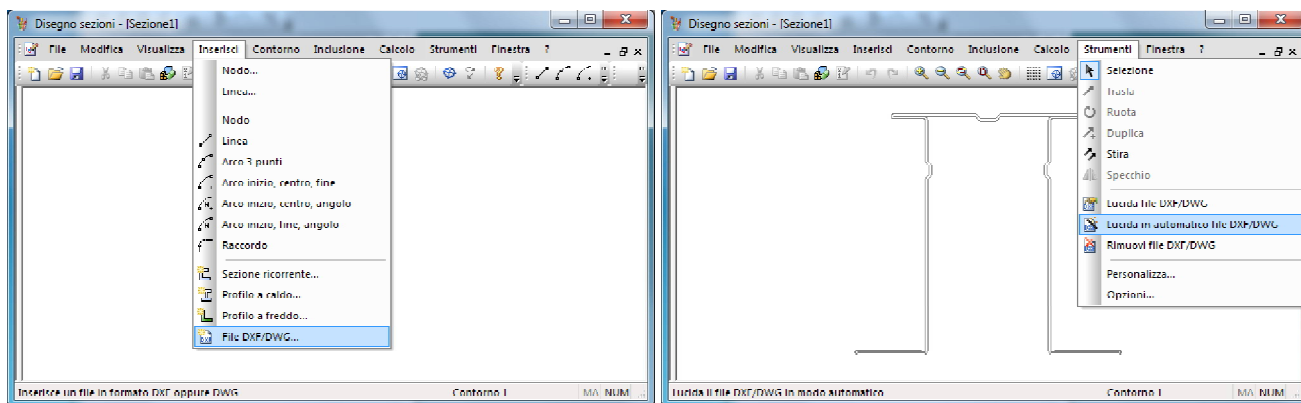 Disegno sezioni - [Sezione1]
File Modifica Visualizza Inserisci Contorno Inclusione Calcolo Strumenti Finestra ?
Nodo...
Linea...
Nodo
Linea
Arco 3 punti
Arco inizio, centro, fine
Arco inizio, centro, angolo
Arco inizio, fine, angolo
Raccordo
Sezione ricorrente...
Profilo a caldo...
Profilo a freddo...
File DXF/DWG...
Inserisce un file in formato DXF oppure DWG
Contorno 1
MA NUM
Disegno sezioni - [Sezione1]
File Modifica Visualizza Inserisci Contorno Inclusione Calcolo Strumenti Finestra ?
Selezione
Trasla
Ruota
Duplica
Stira
Specchio
Lucida file DXF/DWG
Lucida in automatico file DXF/DWG
Rimuovi file DXF/DWG
Personalizza...
Opzioni...
Lucida il file DXF/DWG in modo automatico
Contorno 1
MA NUM